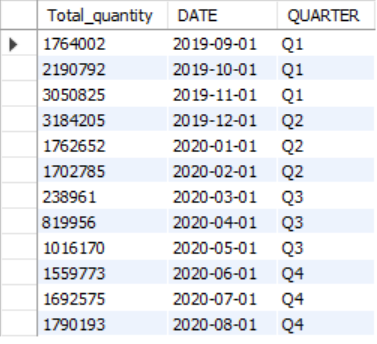 Total_quantity DATE QUARTER
1764002 2019-09-01 Q1
2190792 2019-10-01 Q1
3050825 2019-11-01 Q1
3184205 2019-12-01 Q2
1762652 2020-01-01 Q2
1702785 2020-02-01 Q2
238961 2020-03-01 Q3
819956 2020-04-01 Q3
1016170 2020-05-01 Q3
1559773 2020-06-01 Q4
1692575 2020-07-01 Q4
1790193 2020-08-01 Q4